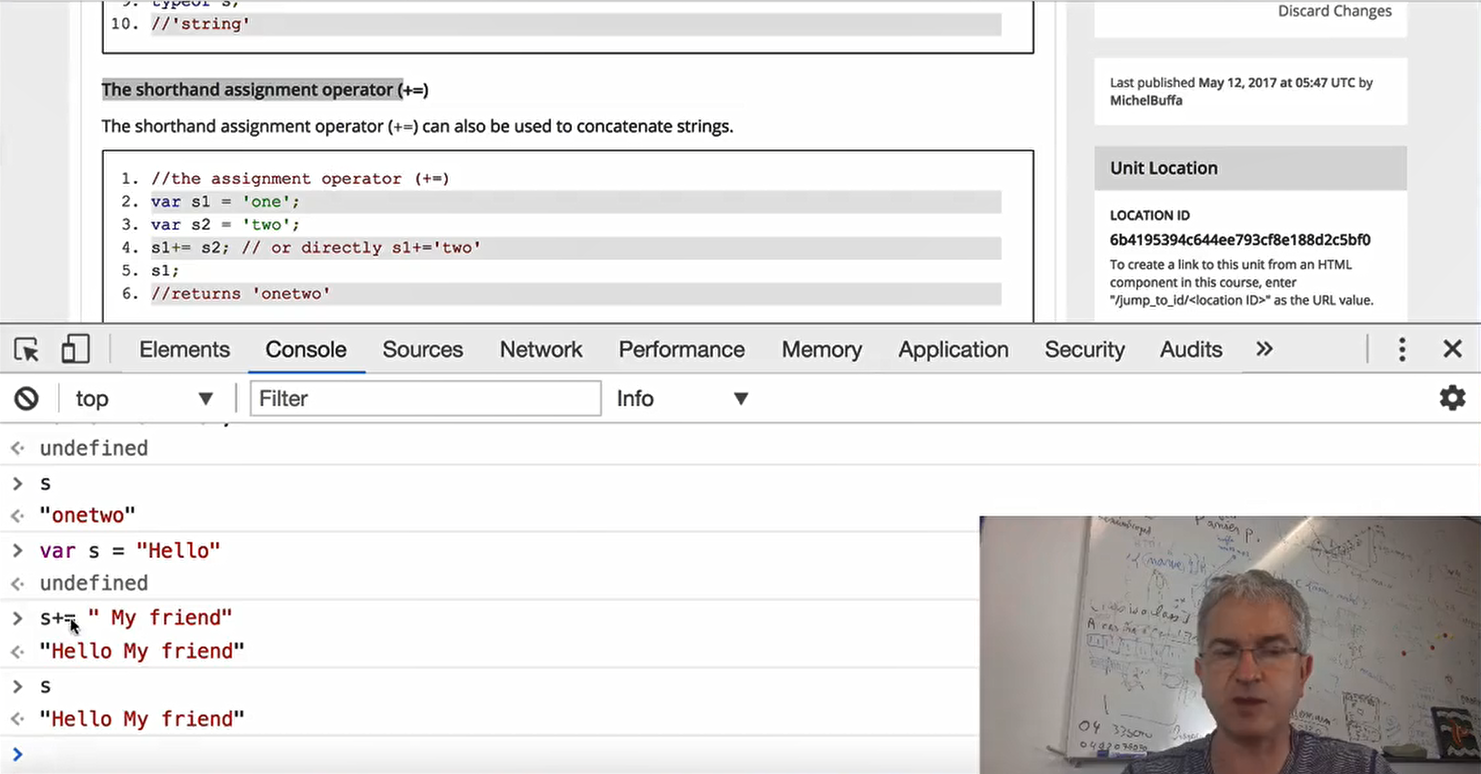 9. typeof s;
10. //'string'
The shorthand assignment operator (+=)
The shorthand assignment operator (+=) can also be used to concatenate strings.
1. //the assignment operator (+=)
2. var s1 = 'one';
3. var s2 = 'two';
4. s1+= s2; // or directly s1+='two'
5. s1;
6. //returns 'onetwo'
Discard Changes
Last published May 12, 2017 at 05:47 UTC by
MichelBuffa
Unit Location
LOCATION ID
6b4195394c644ee793cf8e188d2c5bf0
To create a link to this unit from an HTML
component in this course, enter
"/jump_to_id/<location ID>" as the URL value.
Elements Console Sources Network Performance Memory Application Security Audits
top Filter Info
undefined
s
"onetwo"
var s = "Hello"
undefined
s+= " My friend"
"Hello My friend"
s
"Hello My friend"